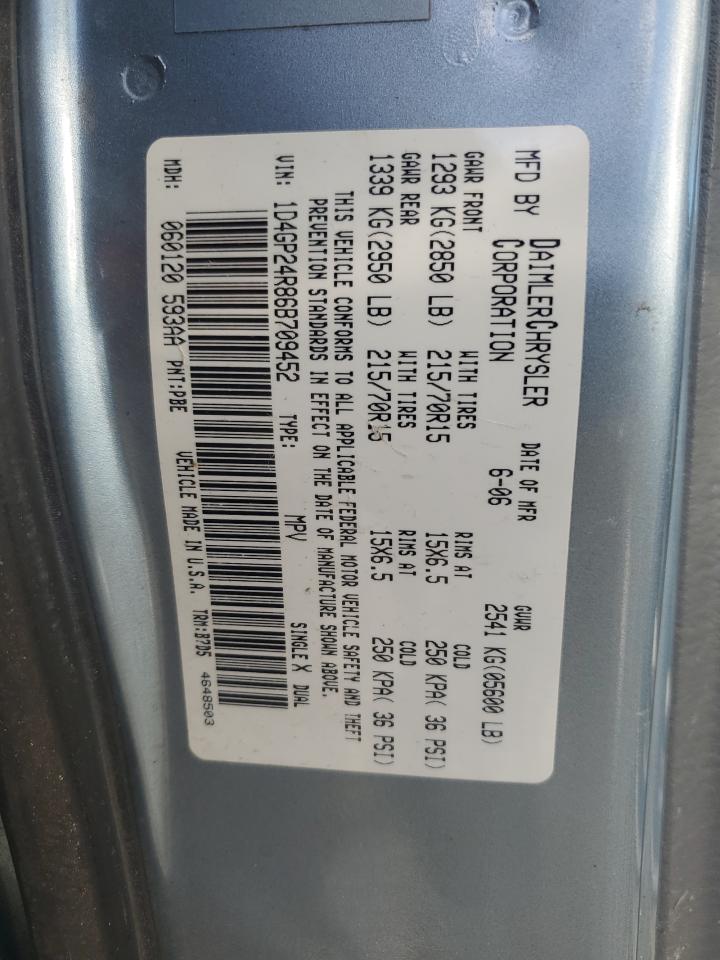 MFD BY DAIMLERCHRYSLER CORPORATION DATE OF MFR 6-06 GVWR 2541 KG(05600 LB)
GAWR FRONT WITH TIRES RIMS AT COLD
1293 KG(2850 LB) 215/70R15 15X6.5 250 KPA( 36 PSI)
GAWR REAR WITH TIRES RIMS AT COLD
1339 KG(2950 LB) 215/70R15 15X6.5 250 KPA( 36 PSI)
THIS VEHICLE CONFORMS TO ALL APPLICABLE FEDERAL MOTOR VEHICLE SAFETY AND THEFT
PREVENTION STANDARDS IN EFFECT ON THE DATE OF MANUFACTURE SHOWN ABOVE.
VIN: 1D4GP24R86B709452 TYPE: MPV SINGLE X DUAL
MDH: 060120 593AA PNT:PBE VEHICLE MADE IN U.S.A. TRM:B7D5 4648503